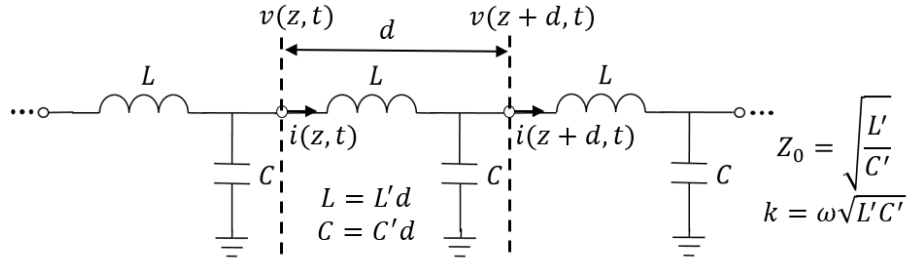 v(z,t) v(z + d,t)
d
L L L
... ...
i(z,t) i(z + d,t)
C C C
L = L'd
C = C'd
Z₀ = √(L'/C')
k = ω√(L'C')